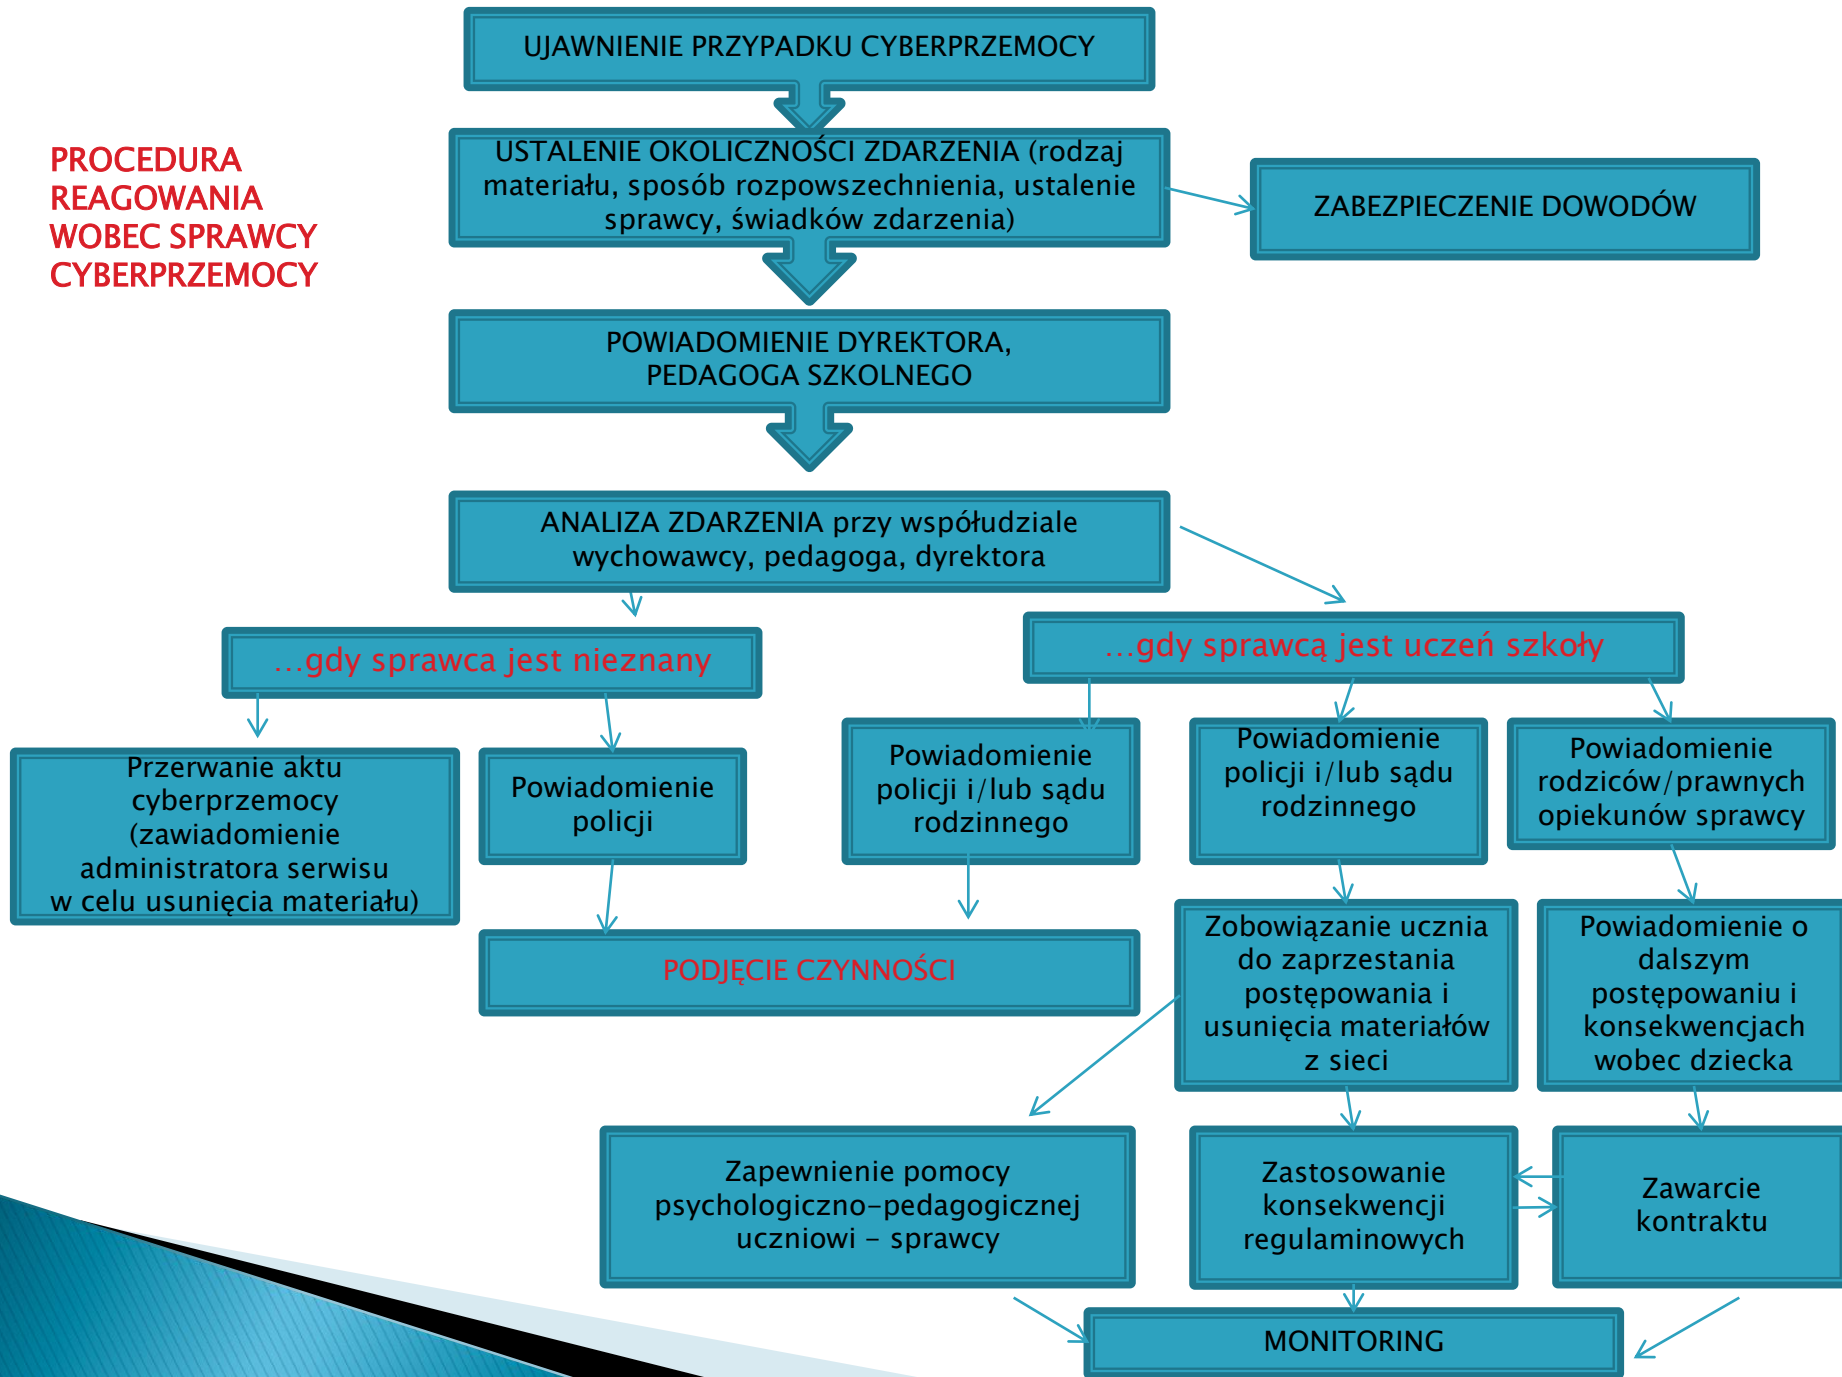 UJAWNIENIE PRZYPADKU CYBERPRZEMOCY
PROCEDURA
REAGOWANIA
WOBEC SPRAWCY
CYBERPRZEMOCY
USTALENIE OKOLICZNOŚCI ZDARZENIA (rodzaj
materiału, sposób rozpowszechnienia, ustalenie
sprawcy, świadków zdarzenia)
ZABEZPIECZENIE DOWODÓW
POWIADOMIENIE DYREKTORA,
PEDAGOGA SZKOLNEGO
ANALIZA ZDARZENIA przy współudziale
wychowawcy, pedagoga, dyrektora
…gdy sprawca jest nieznany
…gdy sprawcą jest uczeń szkoły
Przerwanie aktu
cyberprzemocy
(zawiadomienie
administratora serwisu
w celu usunięcia materiału)
Powiadomienie
policji
Powiadomienie
policji i/lub sądu
rodzinnego
Powiadomienie
policji i/lub sądu
rodzinnego
Powiadomienie
rodziców/prawnych
opiekunów sprawcy
PODJĘCIE CZYNNOŚCI
Zobowiązanie ucznia
do zaprzestania
postępowania i
usunięcia materiałów
z sieci
Powiadomienie o
dalszym
postępowaniu i
konsekwencjach
wobec dziecka
Zapewnienie pomocy
psychologiczno–pedagogicznej
uczniowi – sprawcy
Zastosowanie
konsekwencji
regulaminowych
Zawarcie
kontraktu
MONITORING